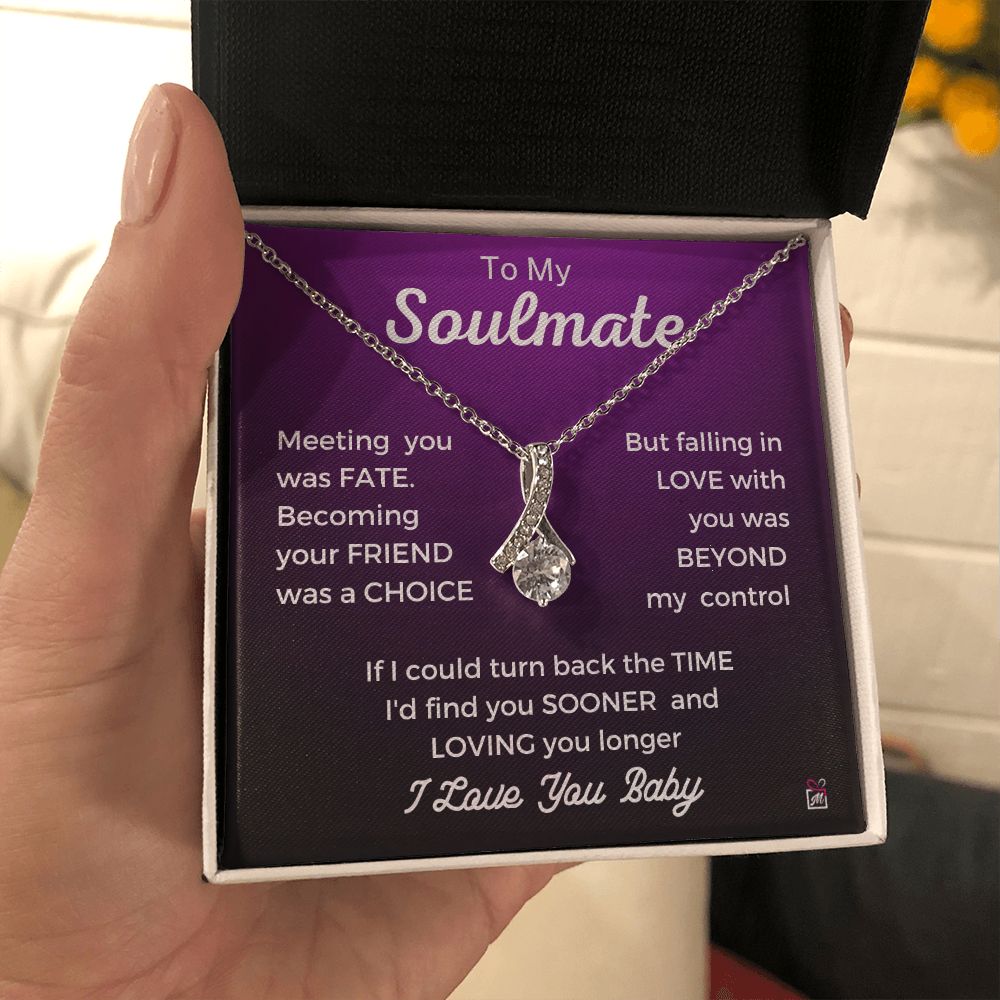 To My
Soulmate
Meeting you
was FATE.
Becoming
your FRIEND
was a CHOICE
But falling in
LOVE with
you was
BEYOND
my control
If I could turn back the TIME
I'd find you SOONER and
LOVING you longer
I Love You Baby
M